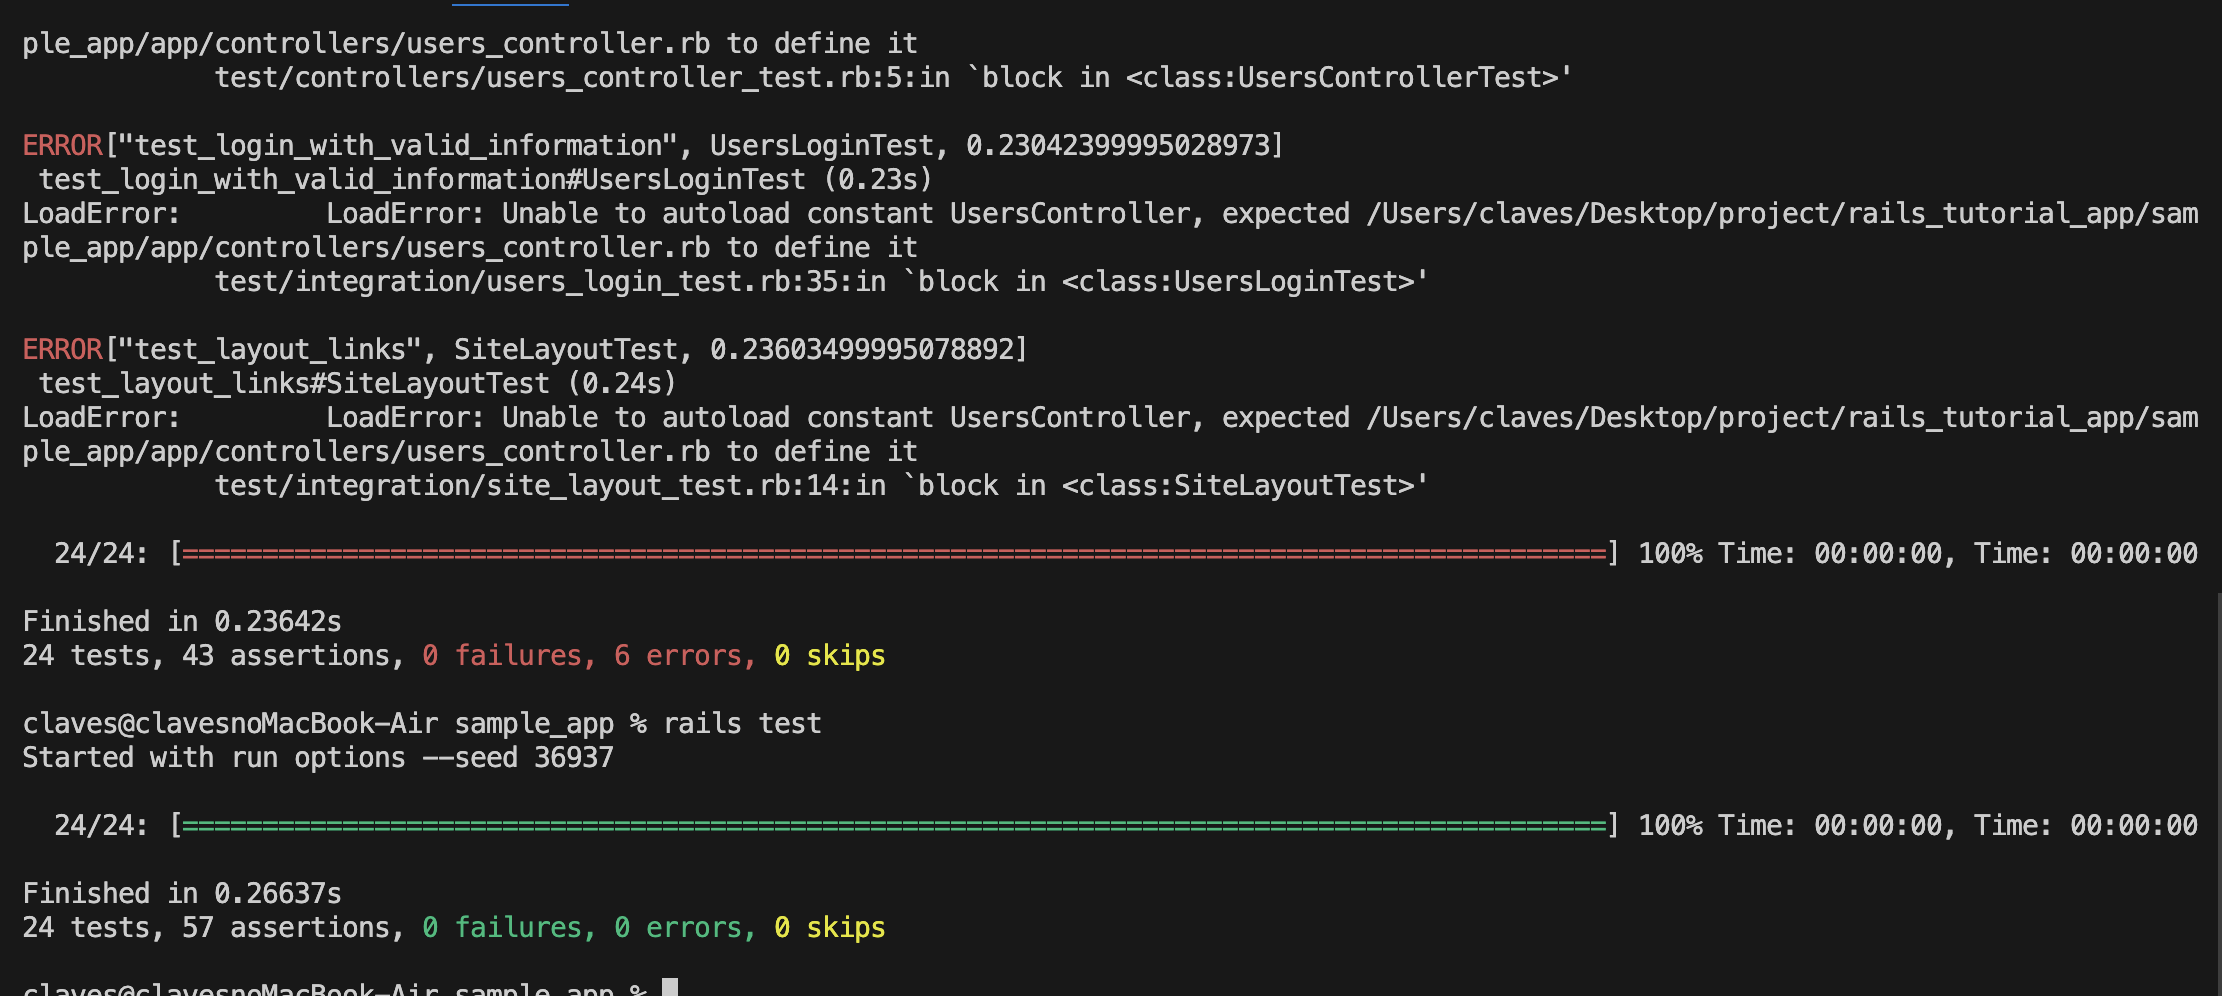 ple_app/app/controllers/users_controller.rb to define it
            test/controllers/users_controller_test.rb:5:in `block in <class:UsersControllerTest>'
ERROR["test_login_with_valid_information", UsersLoginTest, 0.23042399995028973]
 test_login_with_valid_information#UsersLoginTest (0.23s)
LoadError:         LoadError: Unable to autoload constant UsersController, expected /Users/claves/Desktop/project/rails_tutorial_app/sam
ple_app/app/controllers/users_controller.rb to define it
            test/integration/users_login_test.rb:35:in `block in <class:UsersLoginTest>'
ERROR["test_layout_links", SiteLayoutTest, 0.23603499995078892]
 test_layout_links#SiteLayoutTest (0.24s)
LoadError:         LoadError: Unable to autoload constant UsersController, expected /Users/claves/Desktop/project/rails_tutorial_app/sam
ple_app/app/controllers/users_controller.rb to define it
            test/integration/site_layout_test.rb:14:in `block in <class:SiteLayoutTest>'
  24/24: [=========================================================================================] 100% Time: 00:00:00, Time: 00:00:00
Finished in 0.23642s
24 tests, 43 assertions, 0 failures, 6 errors, 0 skips
claves@clavesnoMacBook-Air sample_app % rails test
Started with run options --seed 36937
  24/24: [=========================================================================================] 100% Time: 00:00:00, Time: 00:00:00
Finished in 0.26637s
24 tests, 57 assertions, 0 failures, 0 errors, 0 skips
claves@clavesnoMacBook-Air sample_app %